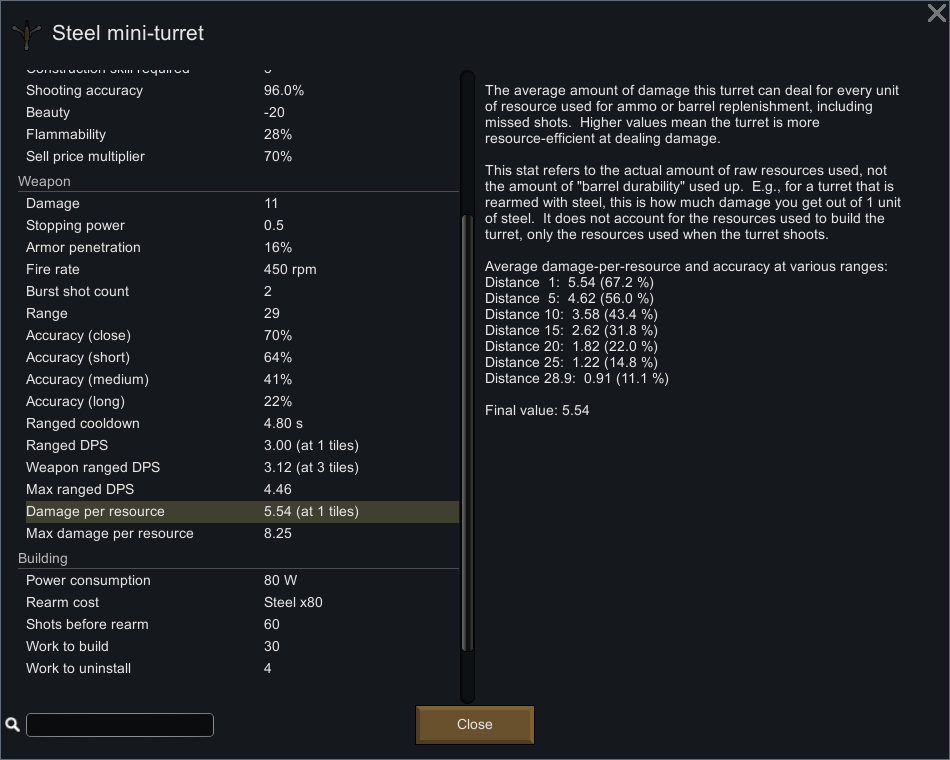 Steel mini-turret
Construction skill required 5
Shooting accuracy 96.0%
Beauty -20
Flammability 28%
Sell price multiplier 70%
Weapon
Damage 11
Stopping power 0.5
Armor penetration 16%
Fire rate 450 rpm
Burst shot count 2
Range 29
Accuracy (close) 70%
Accuracy (short) 64%
Accuracy (medium) 41%
Accuracy (long) 22%
Ranged cooldown 4.80 s
Ranged DPS 3.00 (at 1 tiles)
Weapon ranged DPS 3.12 (at 3 tiles)
Max ranged DPS 4.46
Damage per resource 5.54 (at 1 tiles)
Max damage per resource 8.25
Building
Power consumption 80 W
Rearm cost Steel x80
Shots before rearm 60
Work to build 30
Work to uninstall 4
The average amount of damage this turret can deal for every unit
of resource used for ammo or barrel replenishment, including
missed shots.  Higher values mean the turret is more
resource-efficient at dealing damage.
This stat refers to the actual amount of raw resources used, not
the amount of "barrel durability" used up.  E.g., for a turret that is
rearmed with steel, this is how much damage you get out of 1 unit
of steel.  It does not account for the resources used to build the
turret, only the resources used when the turret shoots.
Average damage-per-resource and accuracy at various ranges:
Distance  1:  5.54 (67.2 %)
Distance  5:  4.62 (56.0 %)
Distance 10:  3.58 (43.4 %)
Distance 15:  2.62 (31.8 %)
Distance 20:  1.82 (22.0 %)
Distance 25:  1.22 (14.8 %)
Distance 28.9:  0.91 (11.1 %)
Final value: 5.54
Close